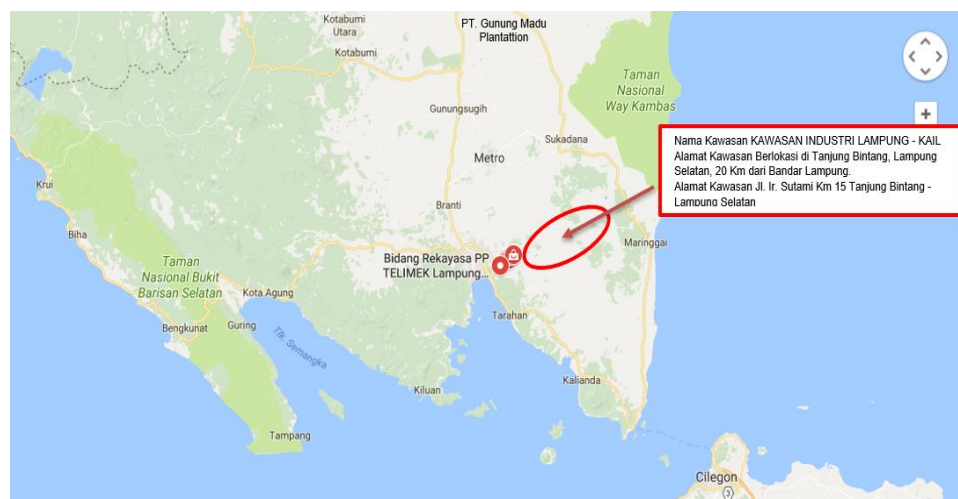 Kotabumi
Utara
Kotabumi
PT. Gunung Madu
Plantattion
Gunungsugih
Taman
Nasional
Way Kambas
+
Sukadana
Nama Kawasan KAWASAN INDUSTRI LAMPUNG - KAIL
Alamat Kawasan Berlokasi di Tanjung Bintang, Lampung
Selatan, 20 Km dari Bandar Lampung.
Alamat Kawasan Jl. Ir. Sutami Km 15 Tanjung Bintang -
Lampung Selatan
Metro
Krui
Branti
Biha
Maringgai
Bidang Rekayasa PP
TELIMEK Lampung...
Taman
Nasional Bukit
Barisan Selatan
Kota Agung
Bengkunat
Guring
Tlk. Semangka
Tarahan
Kiluan
Kalianda
Tampang
Cilegon
3